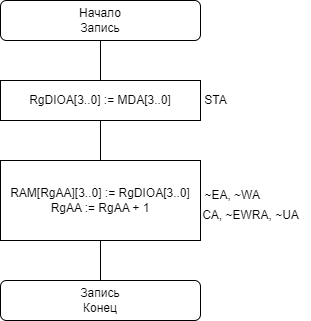 Начало
Запись
RgDIOA[3..0] := MDA[3..0]
STA
RAM[RgAA][3..0] := RgDIOA[3..0]
RgAA := RgAA + 1
~EA, ~WA
CA, ~EWRA, ~UA
Запись
Конец